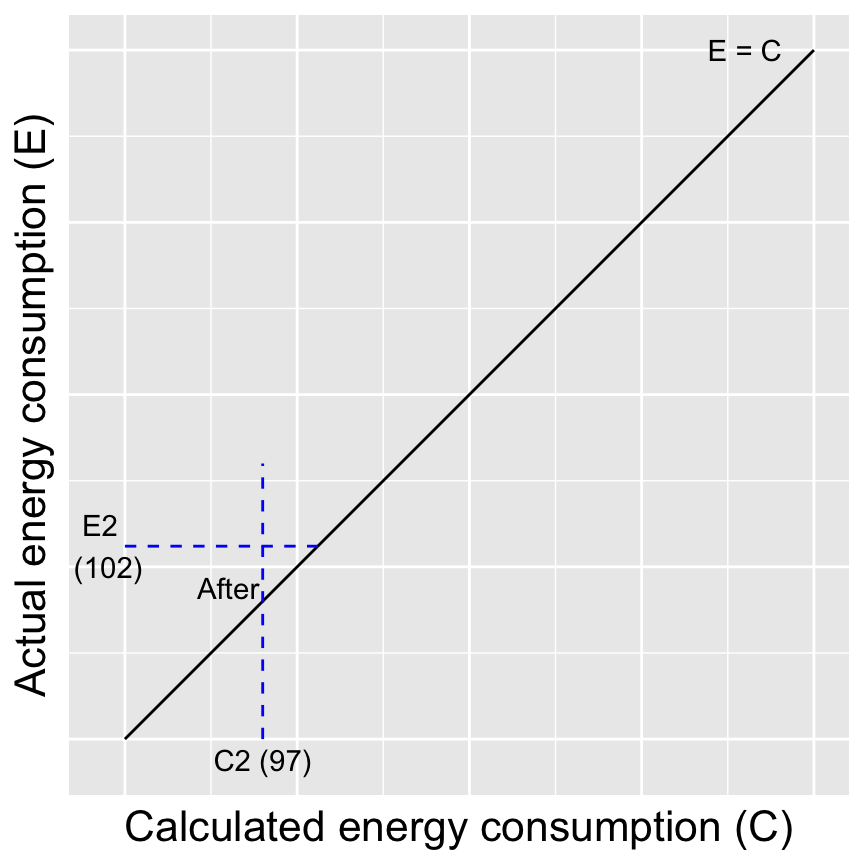 E = C
Actual energy consumption (E)
E2
(102)
After
C2 (97)
Calculated energy consumption (C)